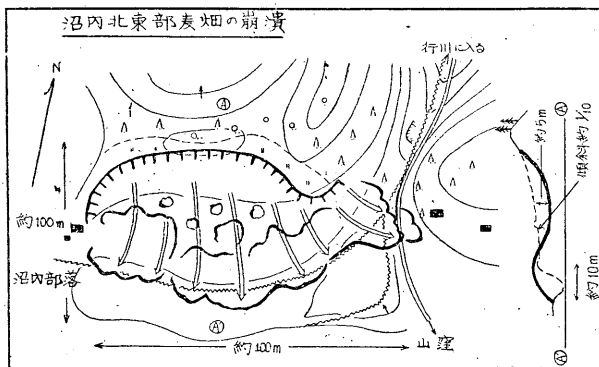 沼内北東部麦畑の崩潰
N
行川に入る
A
A
約5m
傾斜約1/10
約100m
沼内部落
約10m
A'
約100m
山窪
A'